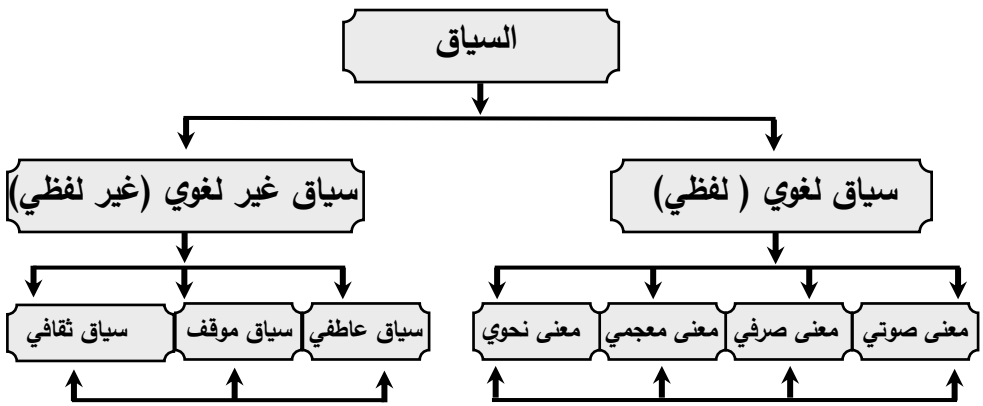 السياق
سياق لغوي ( لفظي)
سياق غير لغوي (غير لفظي)
معنى صوتي
معنى صرفي
معنى معجمي
معنى نحوي
سياق عاطفي
سياق موقف
سياق ثقافي